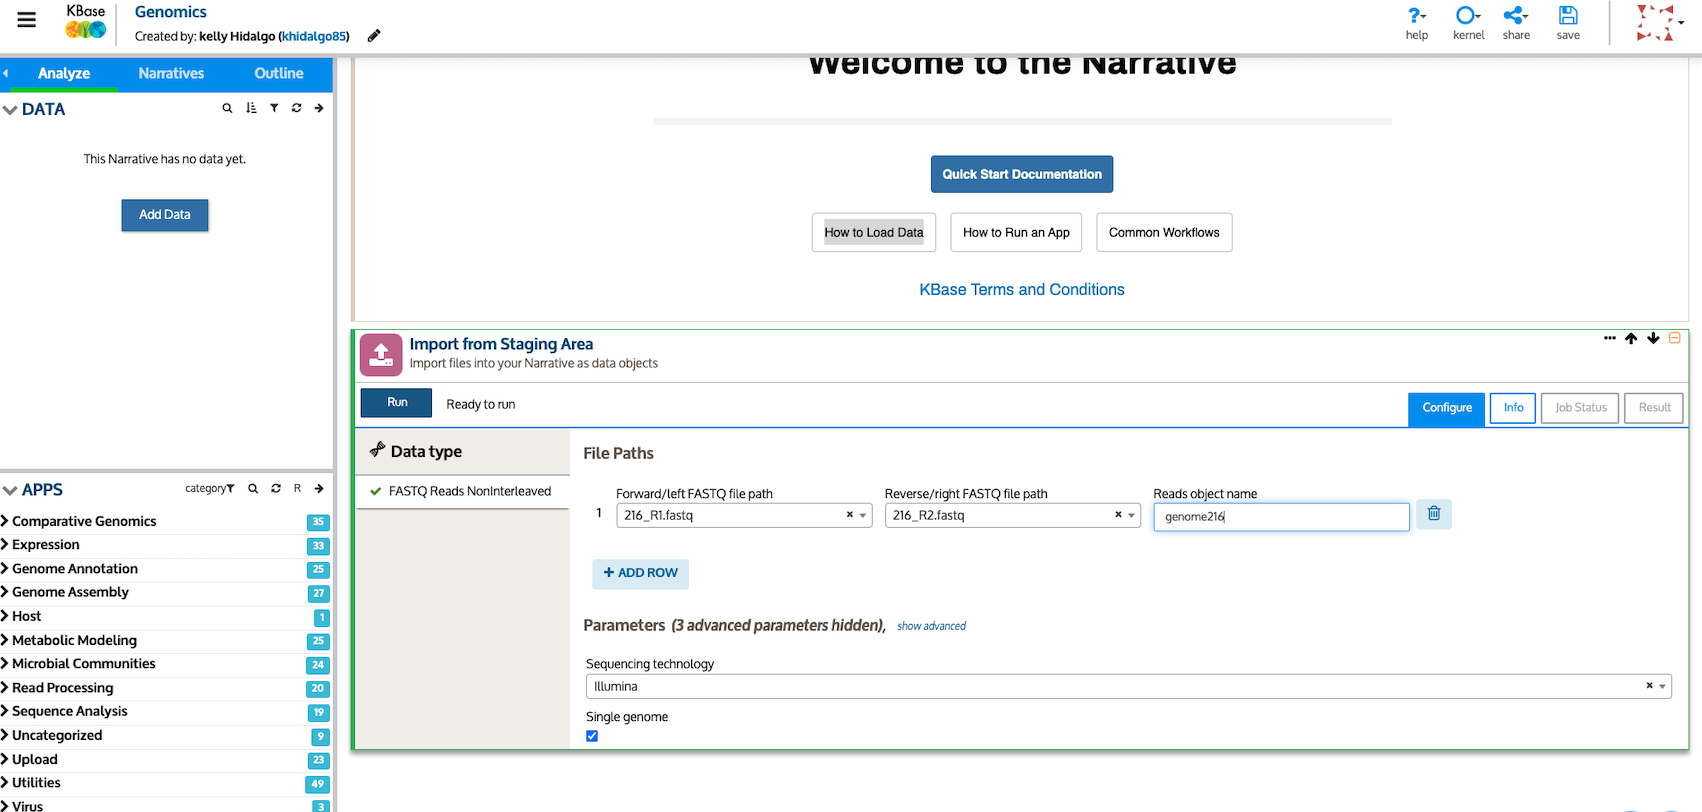 KBase
Genomics
Created by: kelly Hidalgo (khidalgo85)
help
kernel
share
save
Analyze
Narratives
Outline
DATA
This Narrative has no data yet.
Add Data
Welcome to the Narrative
Quick Start Documentation
How to Load Data
How to Run an App
Common Workflows
KBase Terms and Conditions
Import from Staging Area
Import files into your Narrative as data objects
Run
Ready to run
Configure
Info
Job Status
Result
Data type
FASTQ Reads NonInterleaved
File Paths
Forward/left FASTQ file path
Reverse/right FASTQ file path
Reads object name
1
216_R1.fastq
216_R2.fastq
genome216
+ ADD ROW
Parameters (3 advanced parameters hidden), show advanced
Sequencing technology
Illumina
Single genome
APPS
category
R
Comparative Genomics 35
Expression 33
Genome Annotation 25
Genome Assembly 27
Host 1
Metabolic Modeling 25
Microbial Communities 24
Read Processing 20
Sequence Analysis 19
Uncategorized 9
Upload 23
Utilities 49
Virus 3